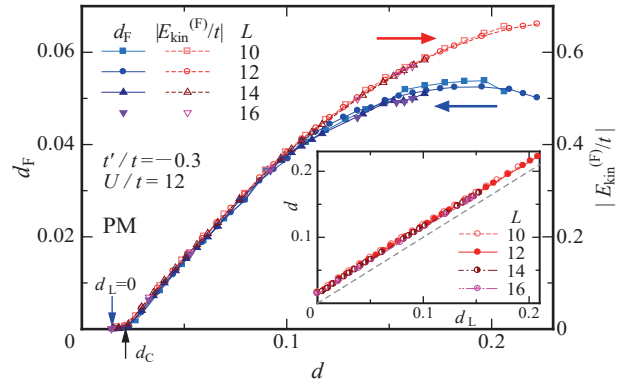 d_F |E_kin^(F)/t| L
10
12
14
16
t′/t=−0.3
U/t=12
PM
d_L=0
d_C
0.06
0.04
0.02
0
d_F
0.6
0.4
0.2
0
| E_kin^(F)/t |
0 0.1 0.2
d
0.2
0.1
d
0 0.1 0.2
d_L
L
10
12
14
16